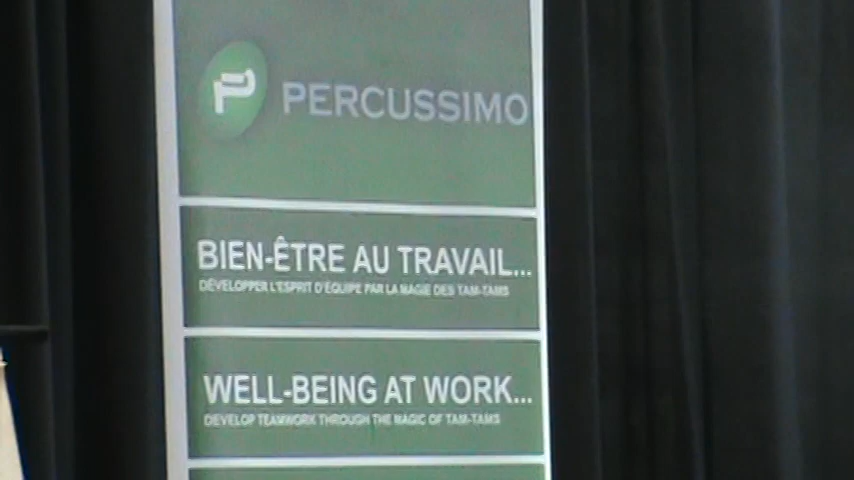 P PERCUSSIMO
BIEN-ÊTRE AU TRAVAIL...
DÉVELOPPER L'ESPRIT D'ÉQUIPE PAR LA MAGIE DES TAM-TAMS
WELL-BEING AT WORK...
DEVELOP TEAMWORK THROUGH THE MAGIC OF TAM-TAMS